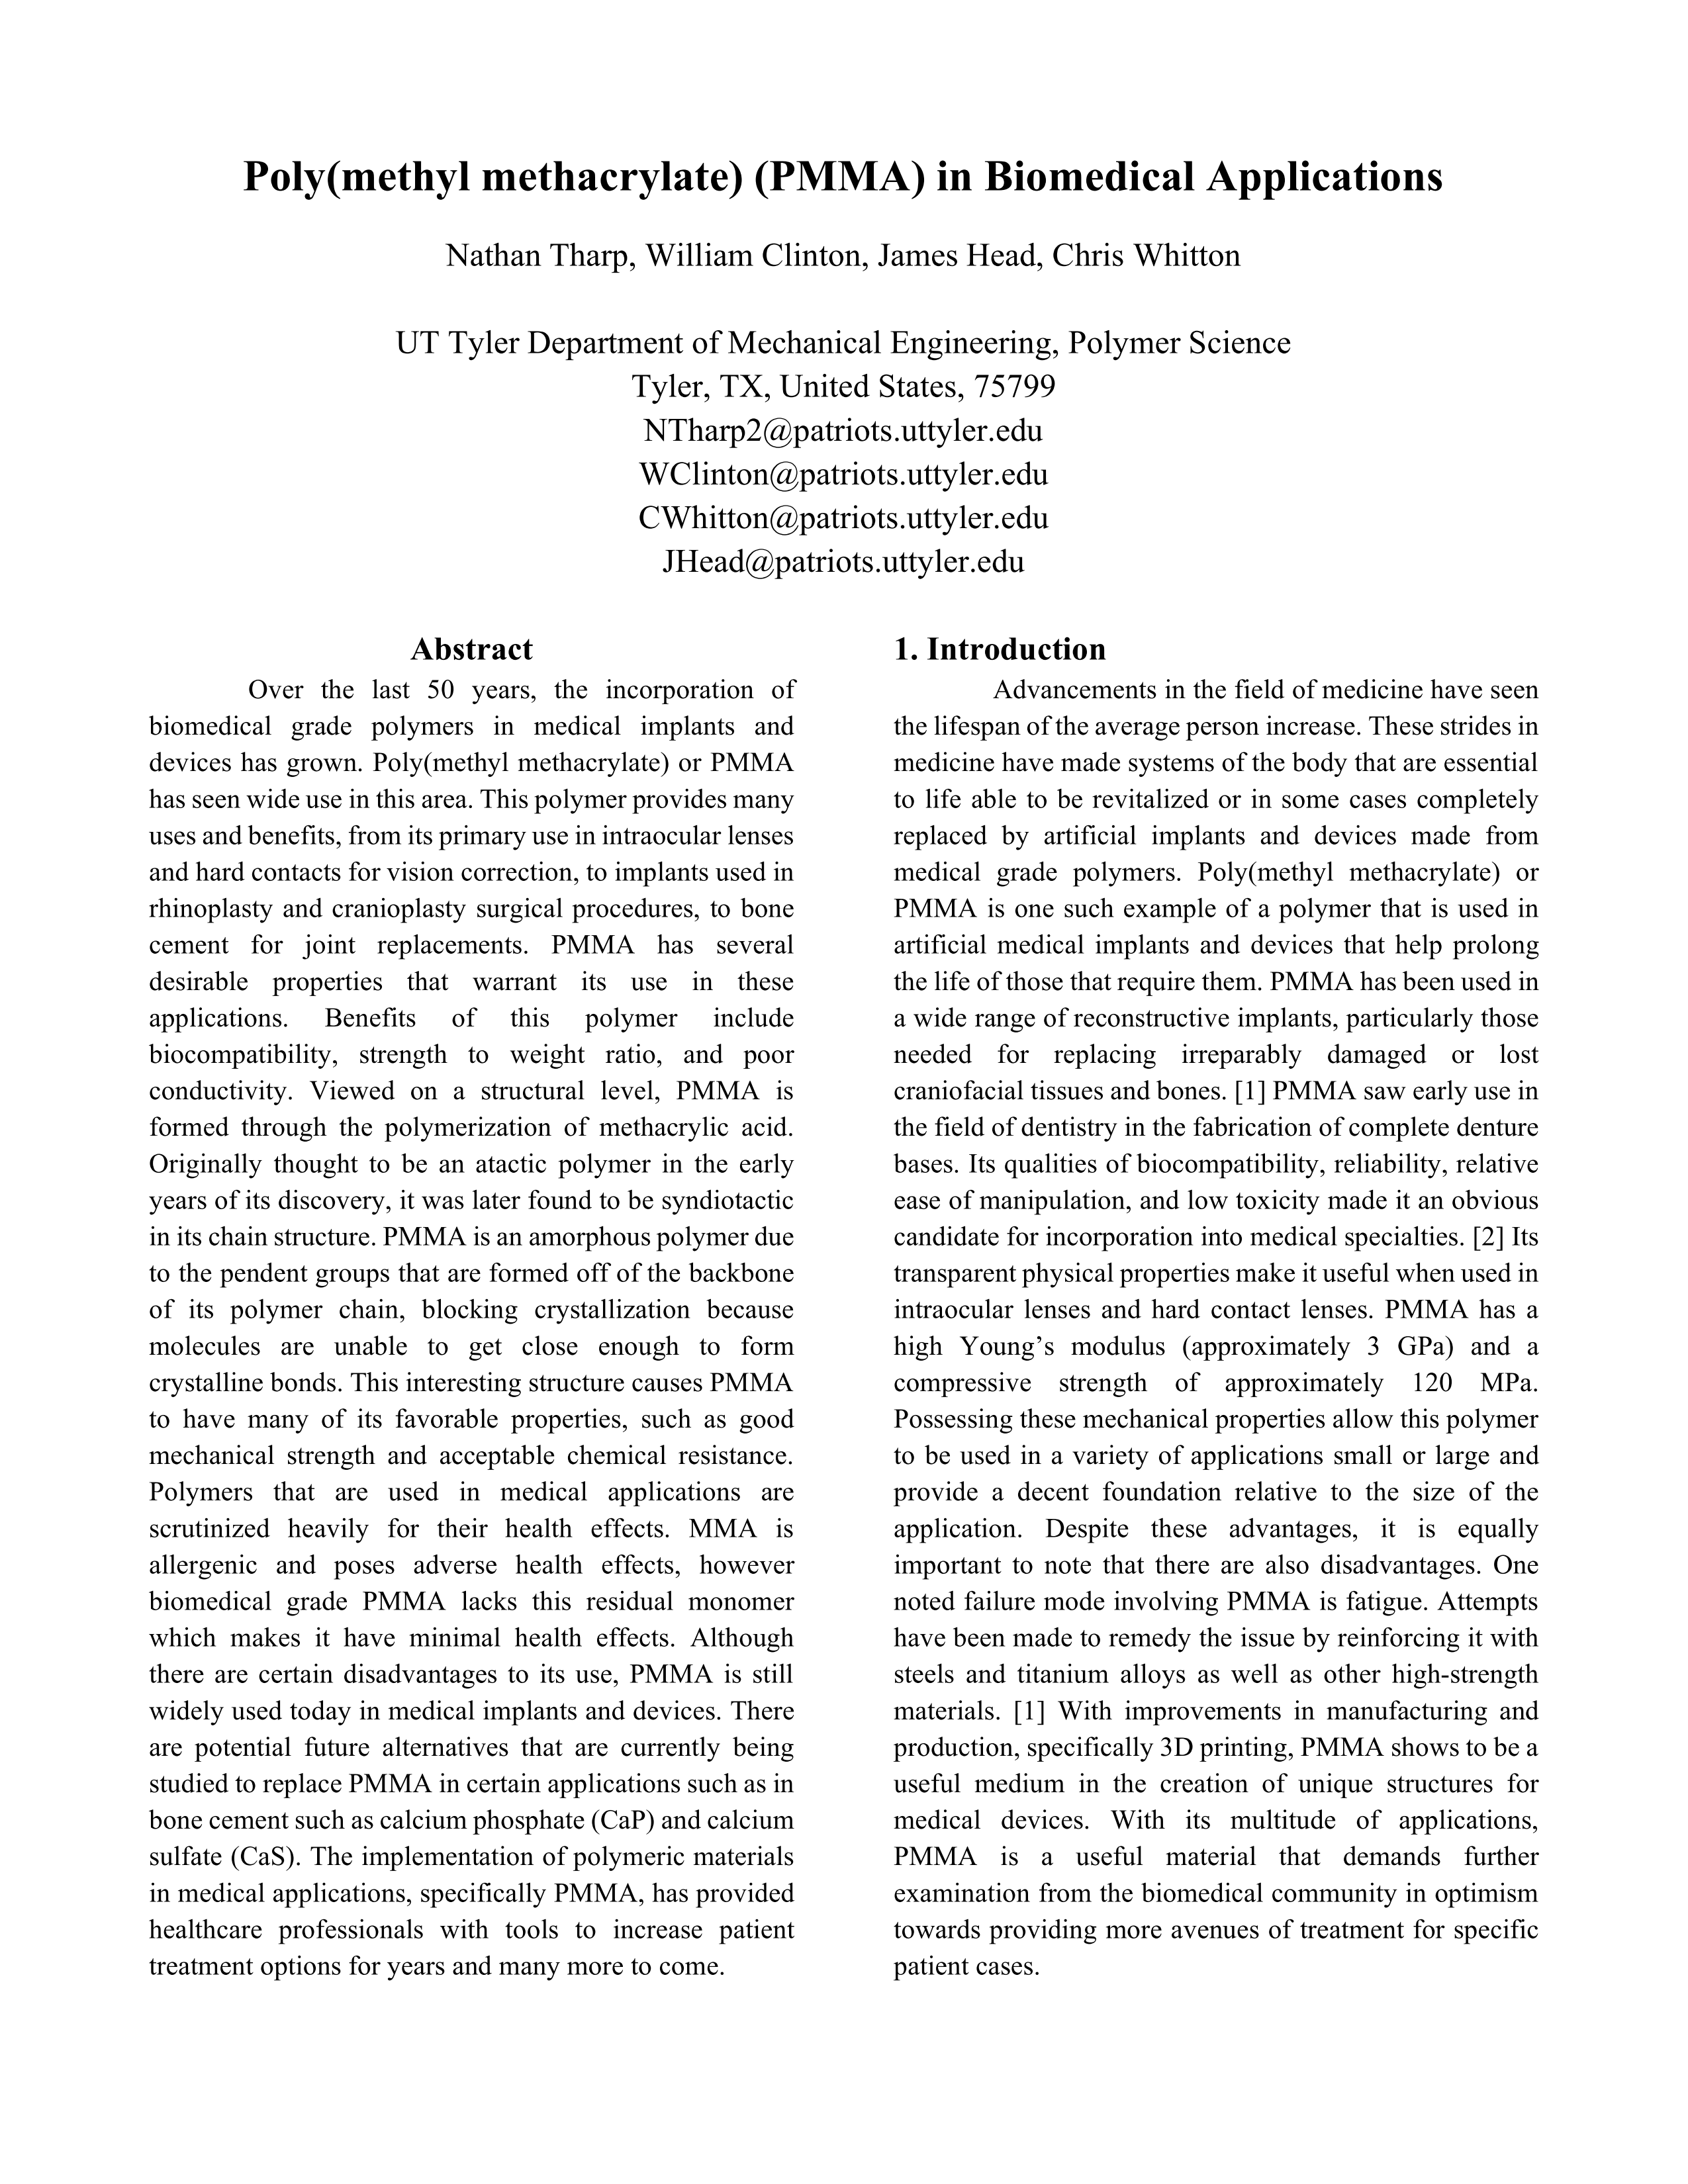 Poly(methyl methacrylate) (PMMA) in Biomedical Applications
Nathan Tharp, William Clinton, James Head, Chris Whitton
UT Tyler Department of Mechanical Engineering, Polymer Science
Tyler, TX, United States, 75799
NTharp2@patriots.uttyler.edu
WClinton@patriots.uttyler.edu
CWhitton@patriots.uttyler.edu
JHead@patriots.uttyler.edu
Abstract
Over the last 50 years, the incorporation of
biomedical grade polymers in medical implants and
devices has grown. Poly(methyl methacrylate) or PMMA
has seen wide use in this area. This polymer provides many
uses and benefits, from its primary use in intraocular lenses
and hard contacts for vision correction, to implants used in
rhinoplasty and cranioplasty surgical procedures, to bone
cement for joint replacements. PMMA has several
desirable properties that warrant its use in these
applications. Benefits of this polymer include
biocompatibility, strength to weight ratio, and poor
conductivity. Viewed on a structural level, PMMA is
formed through the polymerization of methacrylic acid.
Originally thought to be an atactic polymer in the early
years of its discovery, it was later found to be syndiotactic
in its chain structure. PMMA is an amorphous polymer due
to the pendent groups that are formed off of the backbone
of its polymer chain, blocking crystallization because
molecules are unable to get close enough to form
crystalline bonds. This interesting structure causes PMMA
to have many of its favorable properties, such as good
mechanical strength and acceptable chemical resistance.
Polymers that are used in medical applications are
scrutinized heavily for their health effects. MMA is
allergenic and poses adverse health effects, however
biomedical grade PMMA lacks this residual monomer
which makes it have minimal health effects. Although
there are certain disadvantages to its use, PMMA is still
widely used today in medical implants and devices. There
are potential future alternatives that are currently being
studied to replace PMMA in certain applications such as in
bone cement such as calcium phosphate (CaP) and calcium
sulfate (CaS). The implementation of polymeric materials
in medical applications, specifically PMMA, has provided
healthcare professionals with tools to increase patient
treatment options for years and many more to come.
1. Introduction
Advancements in the field of medicine have seen
the lifespan of the average person increase. These strides in
medicine have made systems of the body that are essential
to life able to be revitalized or in some cases completely
replaced by artificial implants and devices made from
medical grade polymers. Poly(methyl methacrylate) or
PMMA is one such example of a polymer that is used in
artificial medical implants and devices that help prolong
the life of those that require them. PMMA has been used in
a wide range of reconstructive implants, particularly those
needed for replacing irreparably damaged or lost
craniofacial tissues and bones. [1] PMMA saw early use in
the field of dentistry in the fabrication of complete denture
bases. Its qualities of biocompatibility, reliability, relative
ease of manipulation, and low toxicity made it an obvious
candidate for incorporation into medical specialties. [2] Its
transparent physical properties make it useful when used in
intraocular lenses and hard contact lenses. PMMA has a
high Young’s modulus (approximately 3 GPa) and a
compressive strength of approximately 120 MPa.
Possessing these mechanical properties allow this polymer
to be used in a variety of applications small or large and
provide a decent foundation relative to the size of the
application. Despite these advantages, it is equally
important to note that there are also disadvantages. One
noted failure mode involving PMMA is fatigue. Attempts
have been made to remedy the issue by reinforcing it with
steels and titanium alloys as well as other high-strength
materials. [1] With improvements in manufacturing and
production, specifically 3D printing, PMMA shows to be a
useful medium in the creation of unique structures for
medical devices. With its multitude of applications,
PMMA is a useful material that demands further
examination from the biomedical community in optimism
towards providing more avenues of treatment for specific
patient cases.